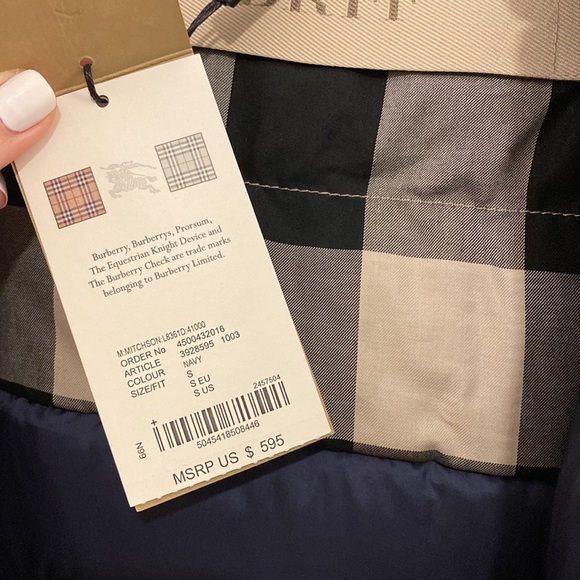 Burberry, Burberrys, Prorsum,
The Equestrian Knight Device and
The Burberry Check are trade marks
belonging to Burberry Limited.
M:MITCHSON:L8361D:41000
ORDER No 4500432016
ARTICLE 3928595 1003
COLOUR NAVY
SIZE/FIT S
S EU
S US
2457504
66N
5045418508446
MSRP US $ 595